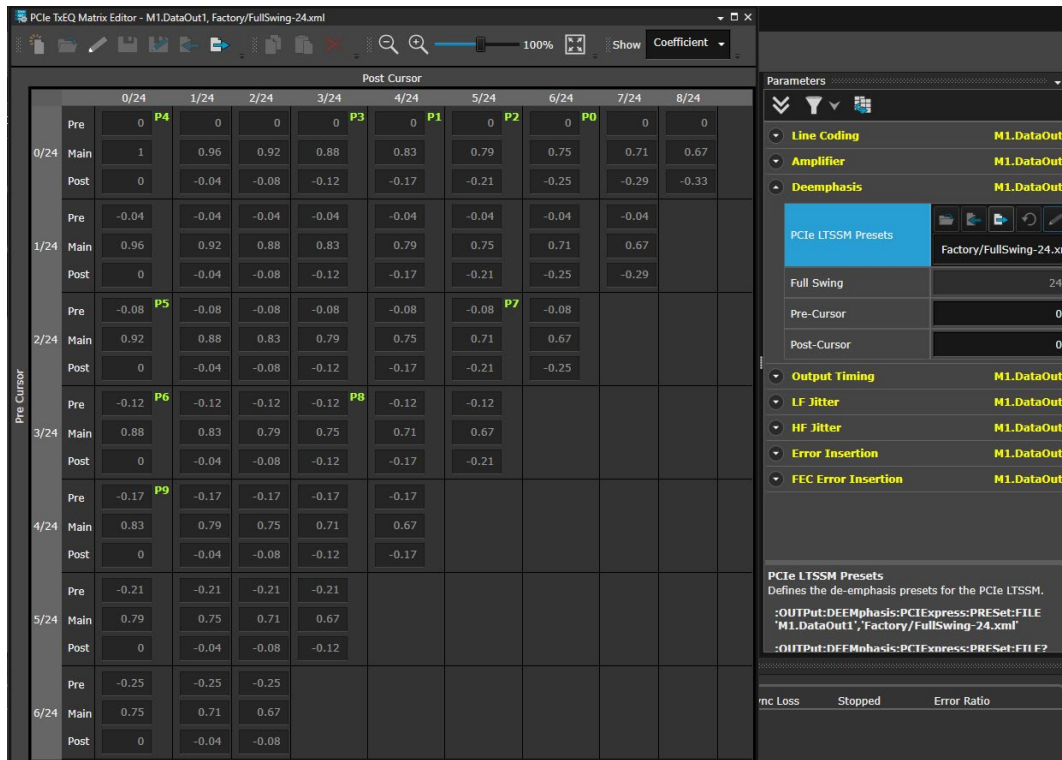 PCIe TxEQ Matrix Editor - M1.DataOut1, Factory/FullSwing-24.xml
100% Show Coefficient
Post Cursor
0/24 1/24 2/24 3/24 4/24 5/24 6/24 7/24 8/24
Pre 0 P4 0 0 0 P3 0 P1 0 P2 0 P0 0 0
0/24 Main 1 0.96 0.92 0.88 0.83 0.79 0.75 0.71 0.67
Post 0 -0.04 -0.08 -0.12 -0.17 -0.21 -0.25 -0.29 -0.33
Pre -0.04 -0.04 -0.04 -0.04 -0.04 -0.04 -0.04 -0.04
1/24 Main 0.96 0.92 0.88 0.83 0.79 0.75 0.71 0.67
Post 0 -0.04 -0.08 -0.12 -0.17 -0.21 -0.25 -0.29
Pre -0.08 P5 -0.08 -0.08 -0.08 -0.08 -0.08 P7 -0.08
2/24 Main 0.92 0.88 0.83 0.79 0.75 0.71 0.67
Post 0 -0.04 -0.08 -0.12 -0.17 -0.21 -0.25
Pre Cursor
Pre -0.12 P6 -0.12 -0.12 -0.12 P8 -0.12 -0.12
3/24 Main 0.88 0.83 0.79 0.75 0.71 0.67
Post 0 -0.04 -0.08 -0.12 -0.17 -0.21
Pre -0.17 P9 -0.17 -0.17 -0.17 -0.17
4/24 Main 0.83 0.79 0.75 0.71 0.67
Post 0 -0.04 -0.08 -0.12 -0.17
Pre -0.21 -0.21 -0.21 -0.21
5/24 Main 0.79 0.75 0.71 0.67
Post 0 -0.04 -0.08 -0.12
Pre -0.25 -0.25 -0.25
6/24 Main 0.75 0.71 0.67
Post 0 -0.04 -0.08
Parameters
Line Coding M1.DataOut
Amplifier M1.DataOut
Deemphasis M1.DataOut
PCIe LTSSM Presets
Factory/FullSwing-24.x
Full Swing 24
Pre-Cursor 0
Post-Cursor 0
Output Timing M1.DataOut
LF Jitter M1.DataOut
HF Jitter M1.DataOut
Error Insertion M1.DataOut
FEC Error Insertion M1.DataOut
PCIe LTSSM Presets
Defines the de-emphasis presets for the PCIe LTSSM.
:OUTPut:DEEMphasis:PCIExpress:PRESet:FILE
'M1.DataOut1','Factory/FullSwing-24.xml'
:OUTPut:DEEMphasis:PCIExpress:PRESet:FILE?
ync Loss Stopped Error Ratio